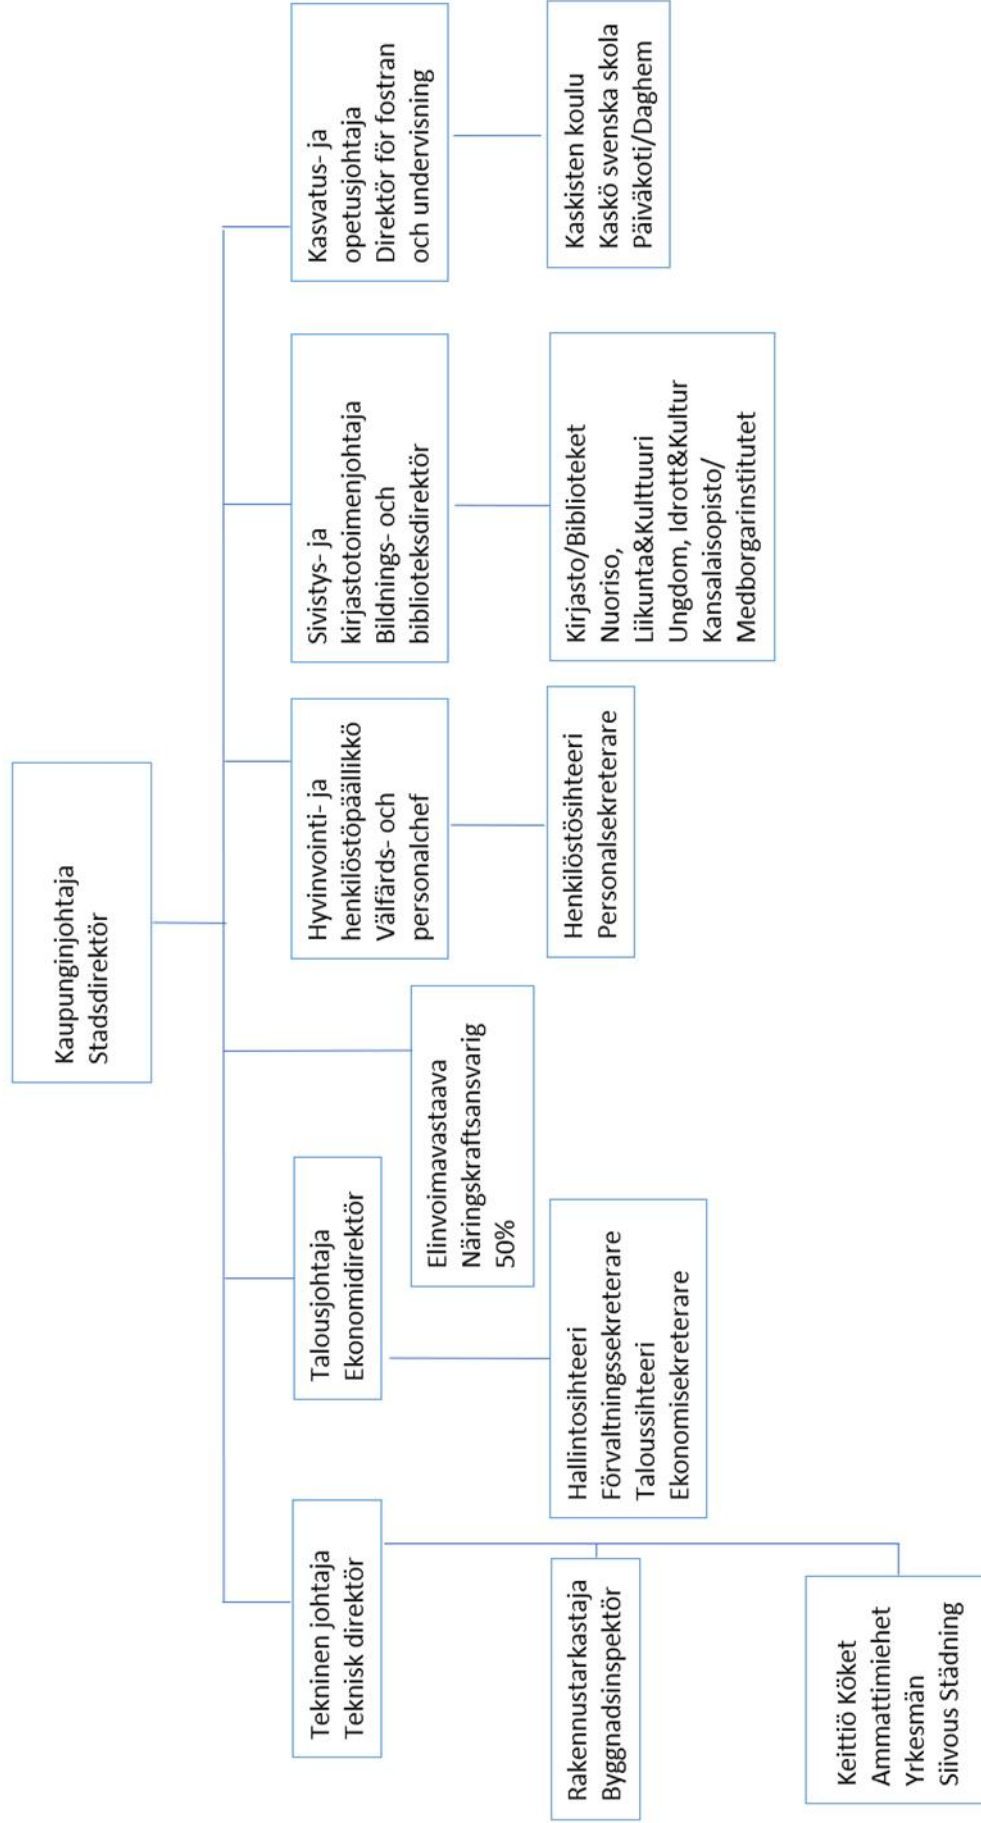 Kaupunginjohtaja
Stadsdirektör
Tekninen johtaja
Teknisk direktör
Talousjohtaja
Ekonomidirektör
Elinvoimavastaava
Näringskraftsansvarig
50%
Hyvinvointi- ja
henkilöstöpäällikkö
Välfärds- och
personalchef
Sivistys- ja
kirjastotoimenjohtaja
Bildnings- och
biblioteksdirektör
Kasvatus- ja
opetusjohtaja
Direktör för fostran
och undervisning
Rakennustarkastaja
Byggnadsinspektör
Hallintosihteeri
Förvaltningssekreterare
Taloussihteeri
Ekonomisekreterare
Henkilöstösihteeri
Personalsekreterare
Kirjasto/Biblioteket
Nuoriso,
Liikunta&Kulttuuri
Ungdom, Idrott&Kultur
Kansalaisopisto/
Medborgarinstitutet
Kaskisten koulu
Kaskö svenska skola
Päiväkoti/Daghem
Keittiö Köket
Ammattimiehet
Yrkesmän
Siivous Städning